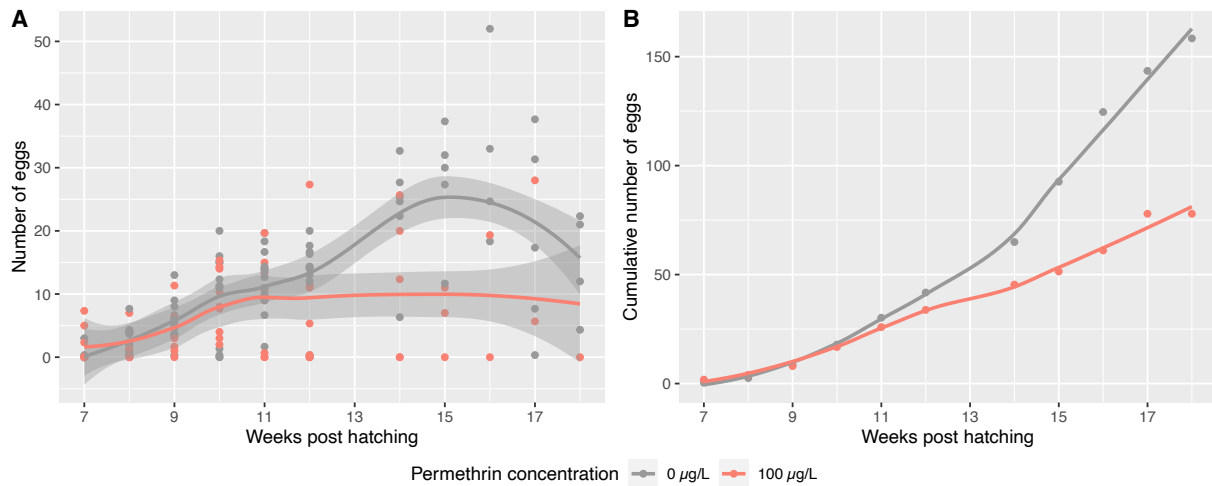 A
Number of eggs
50
40
30
20
10
0
7 9 11 13 15 17
Weeks post hatching
B
Cumulative number of eggs
150
100
50
0
7 9 11 13 15 17
Weeks post hatching
Permethrin concentration 0 µg/L 100 µg/L